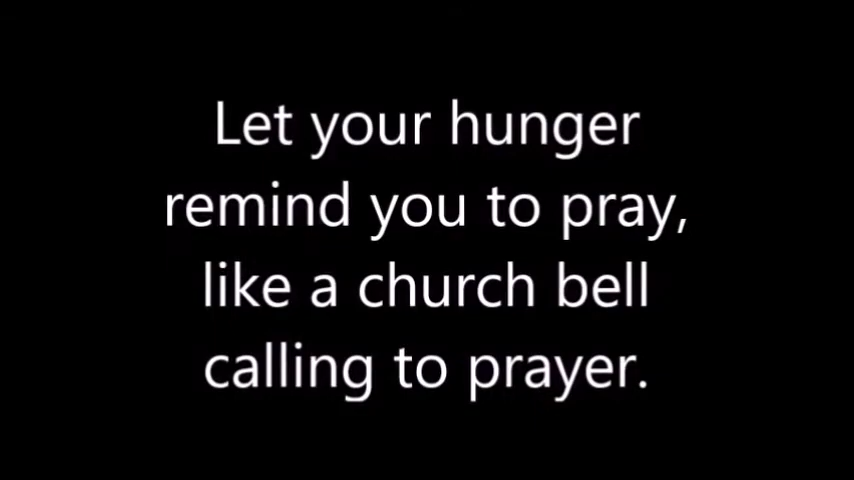 Let your hunger
remind you to pray,
like a church bell
calling to prayer.